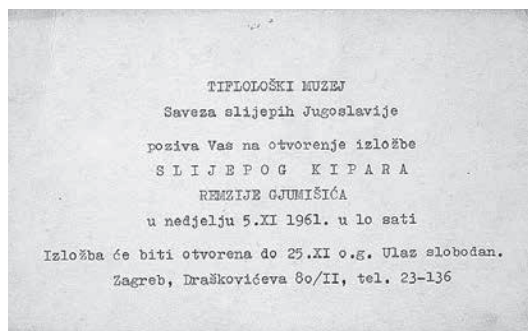 TIFLOLOŠKI MUZEJ
Saveza slijepih Jugoslavije
poziva Vas na otvorenje izložbe
S L I J E P O G K I P A R A
REMZIJE GJUMIŠIĆA
u nedjelju 5.XI 1961. u lo sati
Izložba će biti otvorena do 25.XI o.g. Ulaz slobodan.
Zagreb, Draškovićeva 8o/II, tel. 23-136